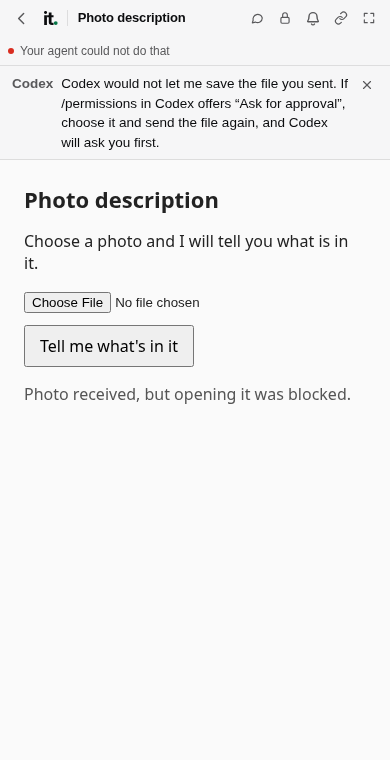 it. Photo description
Your agent could not do that
Codex Codex would not let me save the file you sent. If
/permissions in Codex offers “Ask for approval”,
choose it and send the file again, and Codex
will ask you first.
Photo description
Choose a photo and I will tell you what is in
it.
Choose File No file chosen
Tell me what's in it
Photo received, but opening it was blocked.